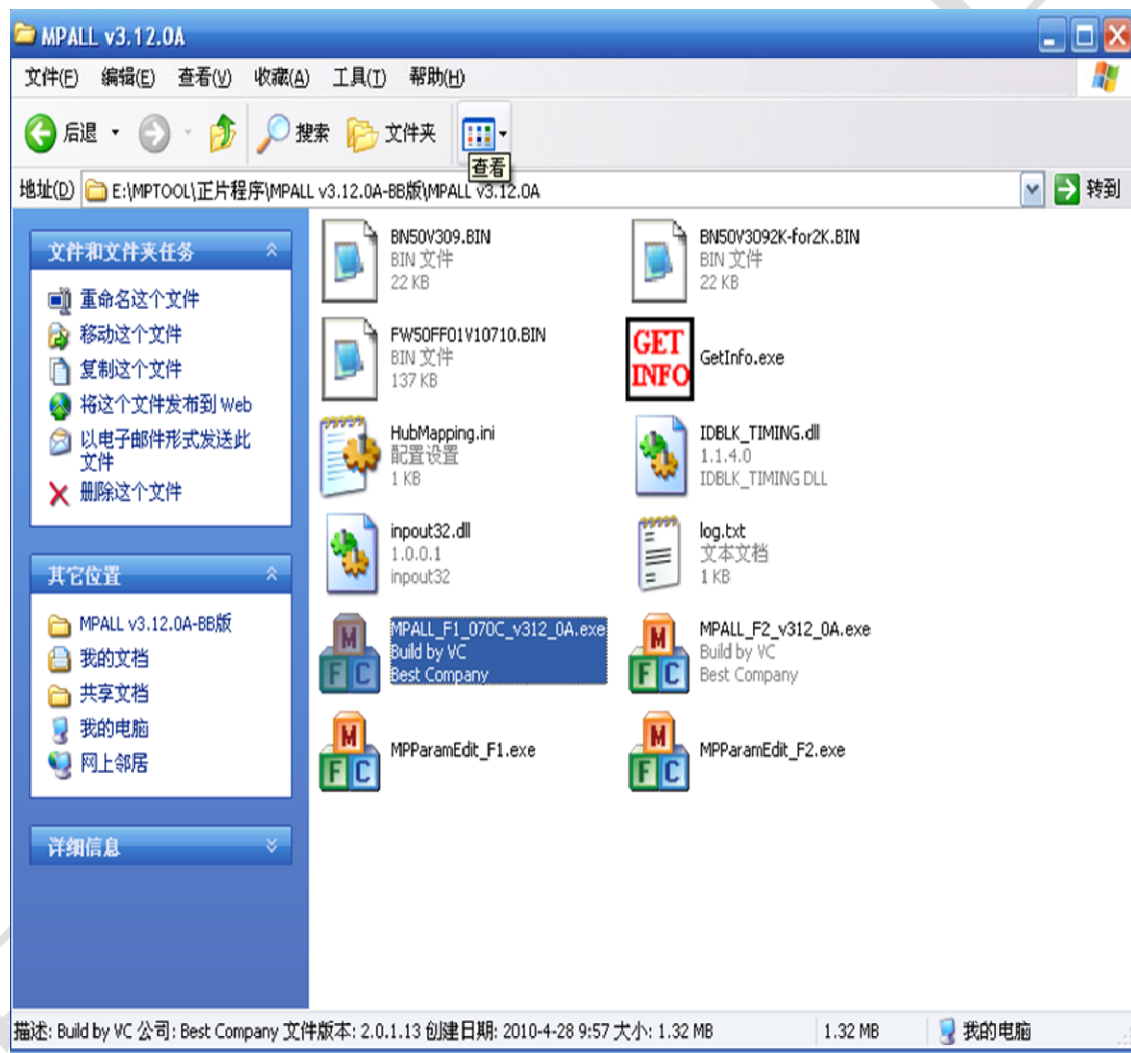 MPALL v3.12.0A
文件(F) 编辑(E) 查看(V) 收藏(A) 工具(T) 帮助(H)
后退 搜索 文件夹
查看
地址(D) E:\MPTOOL\正片程序\MPALL v3.12.0A-BB版\MPALL v3.12.0A 转到
文件和文件夹任务
重命名这个文件
移动这个文件
复制这个文件
将这个文件发布到 Web
以电子邮件形式发送此
文件
删除这个文件
其它位置
MPALL v3.12.0A-BB版
我的文档
共享文档
我的电脑
网上邻居
详细信息
BN50V309.BIN
BIN 文件
22 KB
BN50V3092K-for2K.BIN
BIN 文件
22 KB
FW50FF01V10710.BIN
BIN 文件
137 KB
GET
INFO
GetInfo.exe
HubMapping.ini
配置设置
1 KB
IDBLK_TIMING.dll
1.1.4.0
IDBLK_TIMING DLL
inpout32.dll
1.0.0.1
inpout32
log.txt
文本文档
1 KB
M
F C
MPALL_F1_070C_v312_0A.exe
Build by VC
Best Company
M
F C
MPALL_F2_v312_0A.exe
Build by VC
Best Company
M
F C
MPParamEdit_F1.exe
M
F C
MPParamEdit_F2.exe
描述: Build by VC 公司: Best Company 文件版本: 2.0.1.13 创建日期: 2010-4-28 9:57 大小: 1.32 MB 1.32 MB 我的电脑